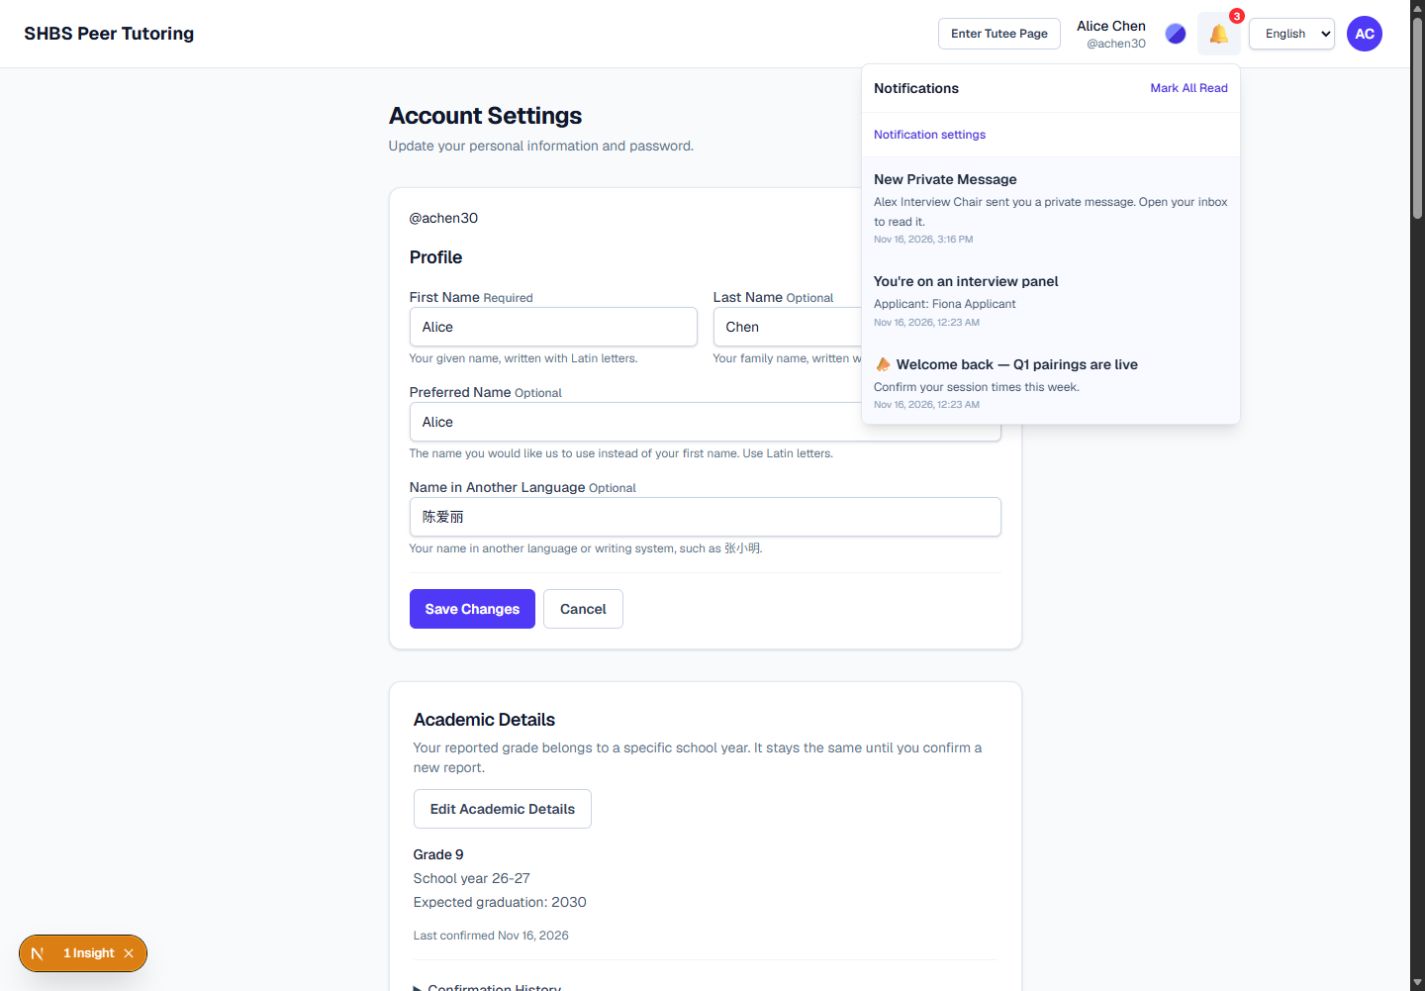 SHBS Peer Tutoring
Enter Tutee Page
Alice Chen
@achen30
3
English
AC
Notifications
Mark All Read
Notification settings
New Private Message
Alex Interview Chair sent you a private message. Open your inbox
to read it.
Nov 16, 2026, 3:16 PM
You're on an interview panel
Applicant: Fiona Applicant
Nov 16, 2026, 12:23 AM
Welcome back — Q1 pairings are live
Confirm your session times this week.
Nov 16, 2026, 12:23 AM
Account Settings
Update your personal information and password.
@achen30
Profile
First Name Required
Last Name Optional
Alice
Chen
Your given name, written with Latin letters.
Your family name, written w
Preferred Name Optional
Alice
The name you would like us to use instead of your first name. Use Latin letters.
Name in Another Language Optional
陈爱丽
Your name in another language or writing system, such as 张小明.
Save Changes
Cancel
Academic Details
Your reported grade belongs to a specific school year. It stays the same until you confirm a
new report.
Edit Academic Details
Grade 9
School year 26-27
Expected graduation: 2030
Last confirmed Nov 16, 2026
Confirmation History
N
1 Insight